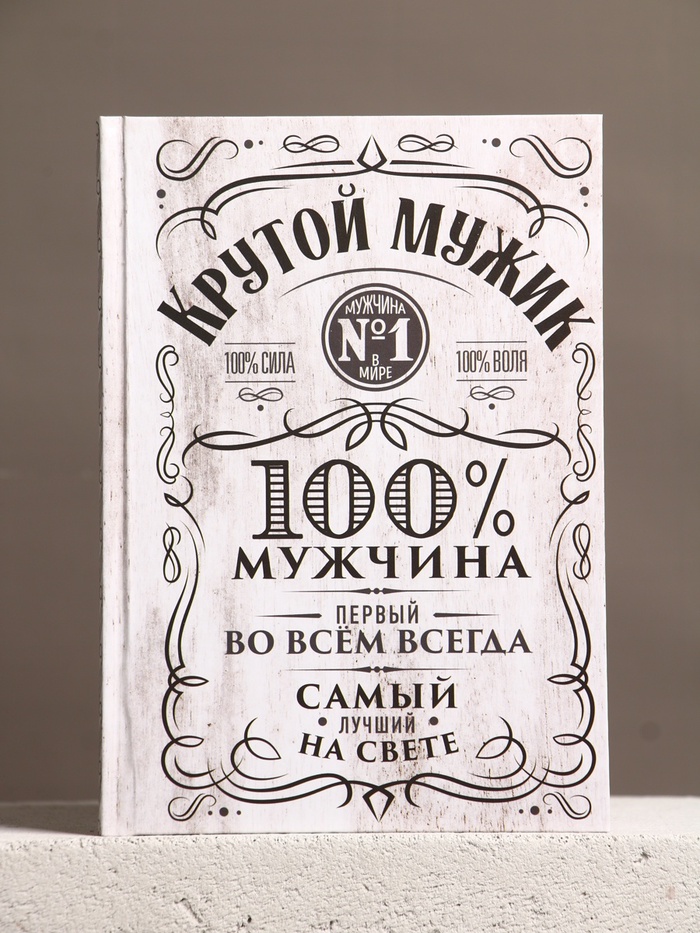 КРУТОЙ МУЖИК
МУЖЧИНА
№1
В
МИРЕ
100% СИЛА
100% ВОЛЯ
100%
МУЖЧИНА
ПЕРВЫЙ
ВО ВСЁМ ВСЕГДА
САМЫЙ
• ЛУЧШИЙ •
НА СВЕТЕ